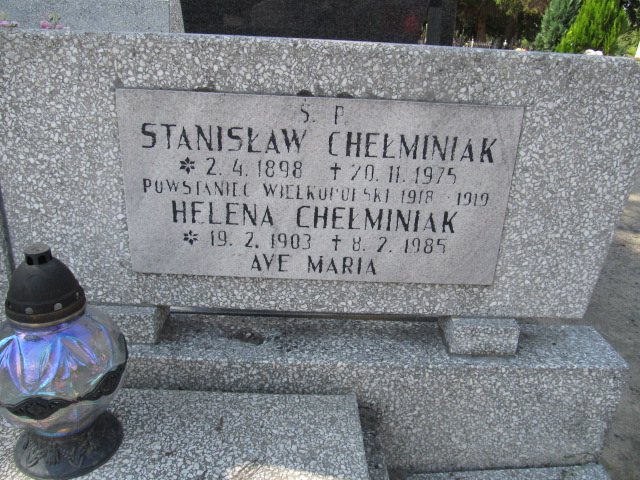 Ś. P.
STANISŁAW CHEŁMINIAK
* 2. 4. 1898 + 20. 11. 1975
POWSTANIEC WIELKOPOLSKI 1918 - 1919
HELENA CHEŁMINIAK
* 19. 2. 1903 + 8. 2. 1985
AVE MARIA